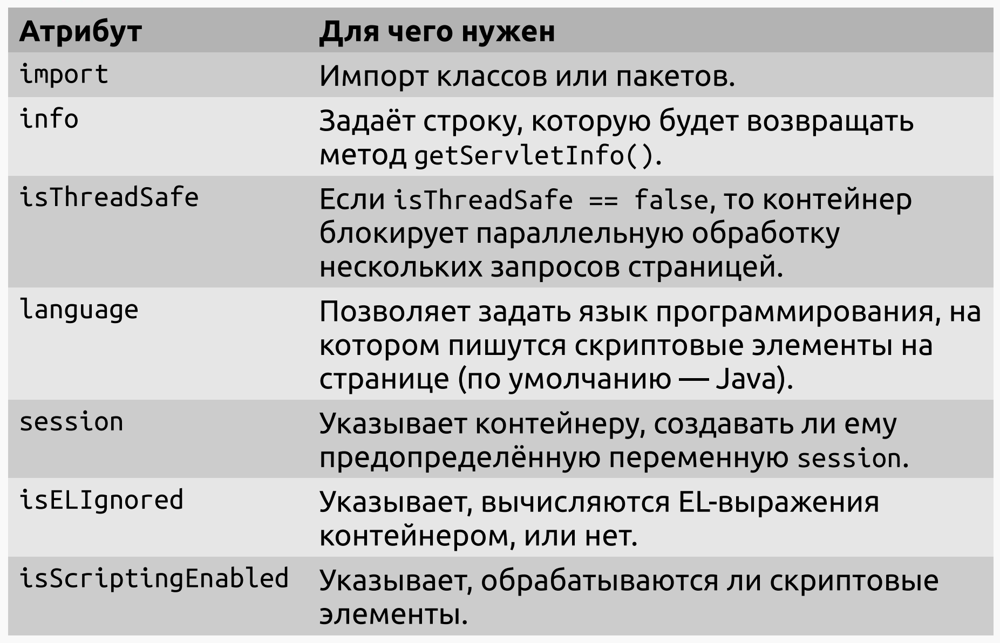 Атрибут Для чего нужен
import Импорт классов или пакетов.
info Задаёт строку, которую будет возвращать
метод getServletInfo().
isThreadSafe Если isThreadSafe == false, то контейнер
блокирует параллельную обработку
нескольких запросов страницей.
language Позволяет задать язык программирования, на
котором пишутся скриптовые элементы на
странице (по умолчанию — Java).
session Указывает контейнеру, создавать ли ему
предопределённую переменную session.
isELIgnored Указывает, вычисляются EL-выражения
контейнером, или нет.
isScriptingEnabled Указывает, обрабатываются ли скриптовые
элементы.